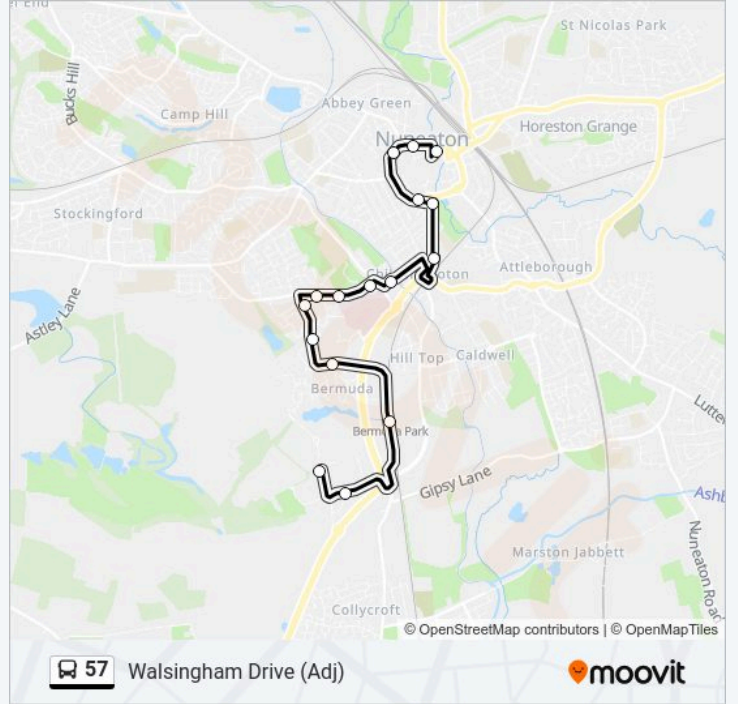 St Nicolas Park
Bucks Hill
Abbey Green
Camp Hill
Horeston Grange
Nuneaton
Stockingford
Attleborough
Astley Lane
Hill Top
Caldwell
Bermuda
Bermuda Park
Gipsy Lane
Marston Jabbett
Nuneaton Road
Collycroft
© OpenStreetMap contributors | © OpenMapTiles
57
Walsingham Drive (Adj)
moovit